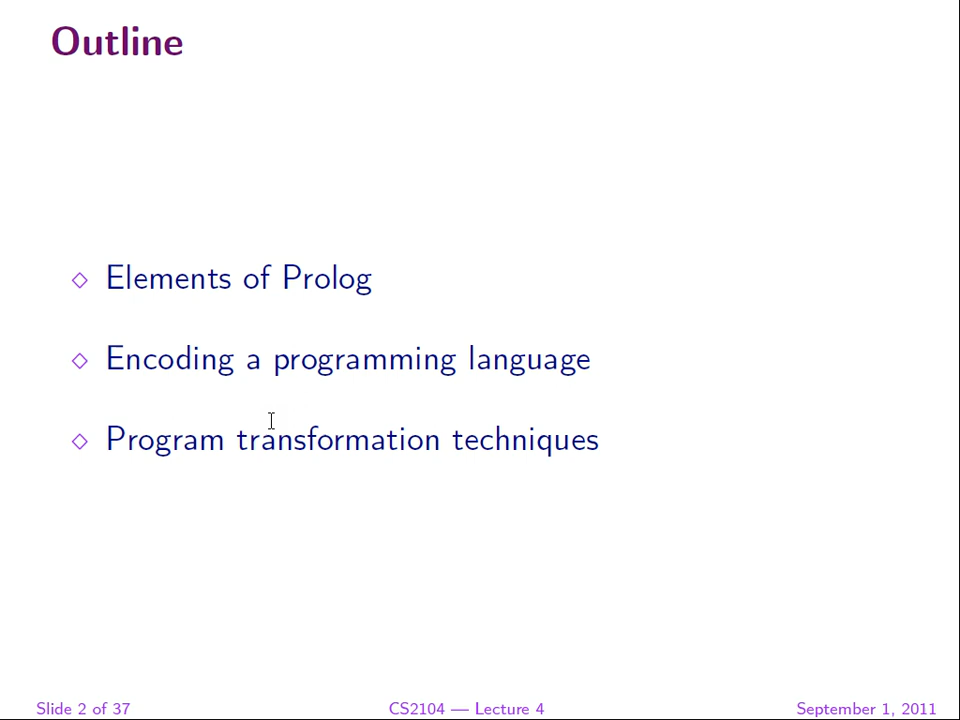 Outline
Elements of Prolog
Encoding a programming language
Program transformation techniques
Slide 2 of 37
CS2104 — Lecture 4
September 1, 2011